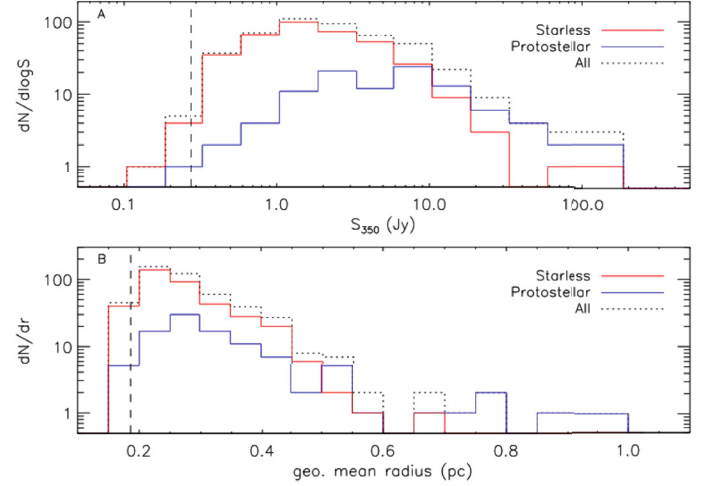 A
Starless
Protostellar
All
100
10
1
dN/dlogS
0.1 1.0 10.0 100.0
S350 (Jy)
B
Starless
Protostellar
All
100
10
1
dN/dr
0.2 0.4 0.6 0.8 1.0
geo. mean radius (pc)